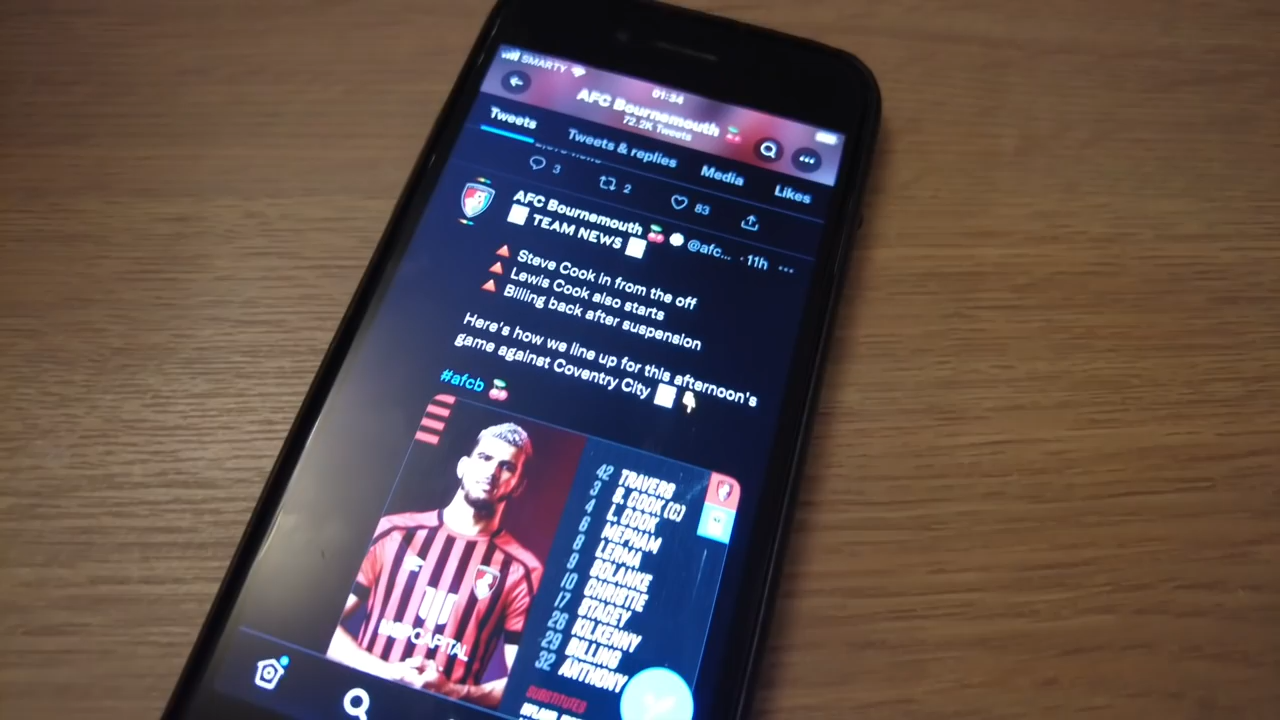 SMARTY
01:34
AFC Bournemouth
72.2K Tweets
Tweets Tweets & replies Media Likes
3 2 83
AFC Bournemouth @afc... · 11h
TEAM NEWS
Steve Cook in from the off
Lewis Cook also starts
Billing back after suspension
Here's how we line up for this afternoon's
game against Coventry City
#afcb
42 TRAVERS
3 S. COOK (C)
4 L. COOK
6 MEPHAM
8 LERMA
9 SOLANKE
10 CHRISTIE
17 STACEY
26 KILKENNY
29 BILLING
32 ANTHONY
SUBSTITUTES
MSP CAPITAL